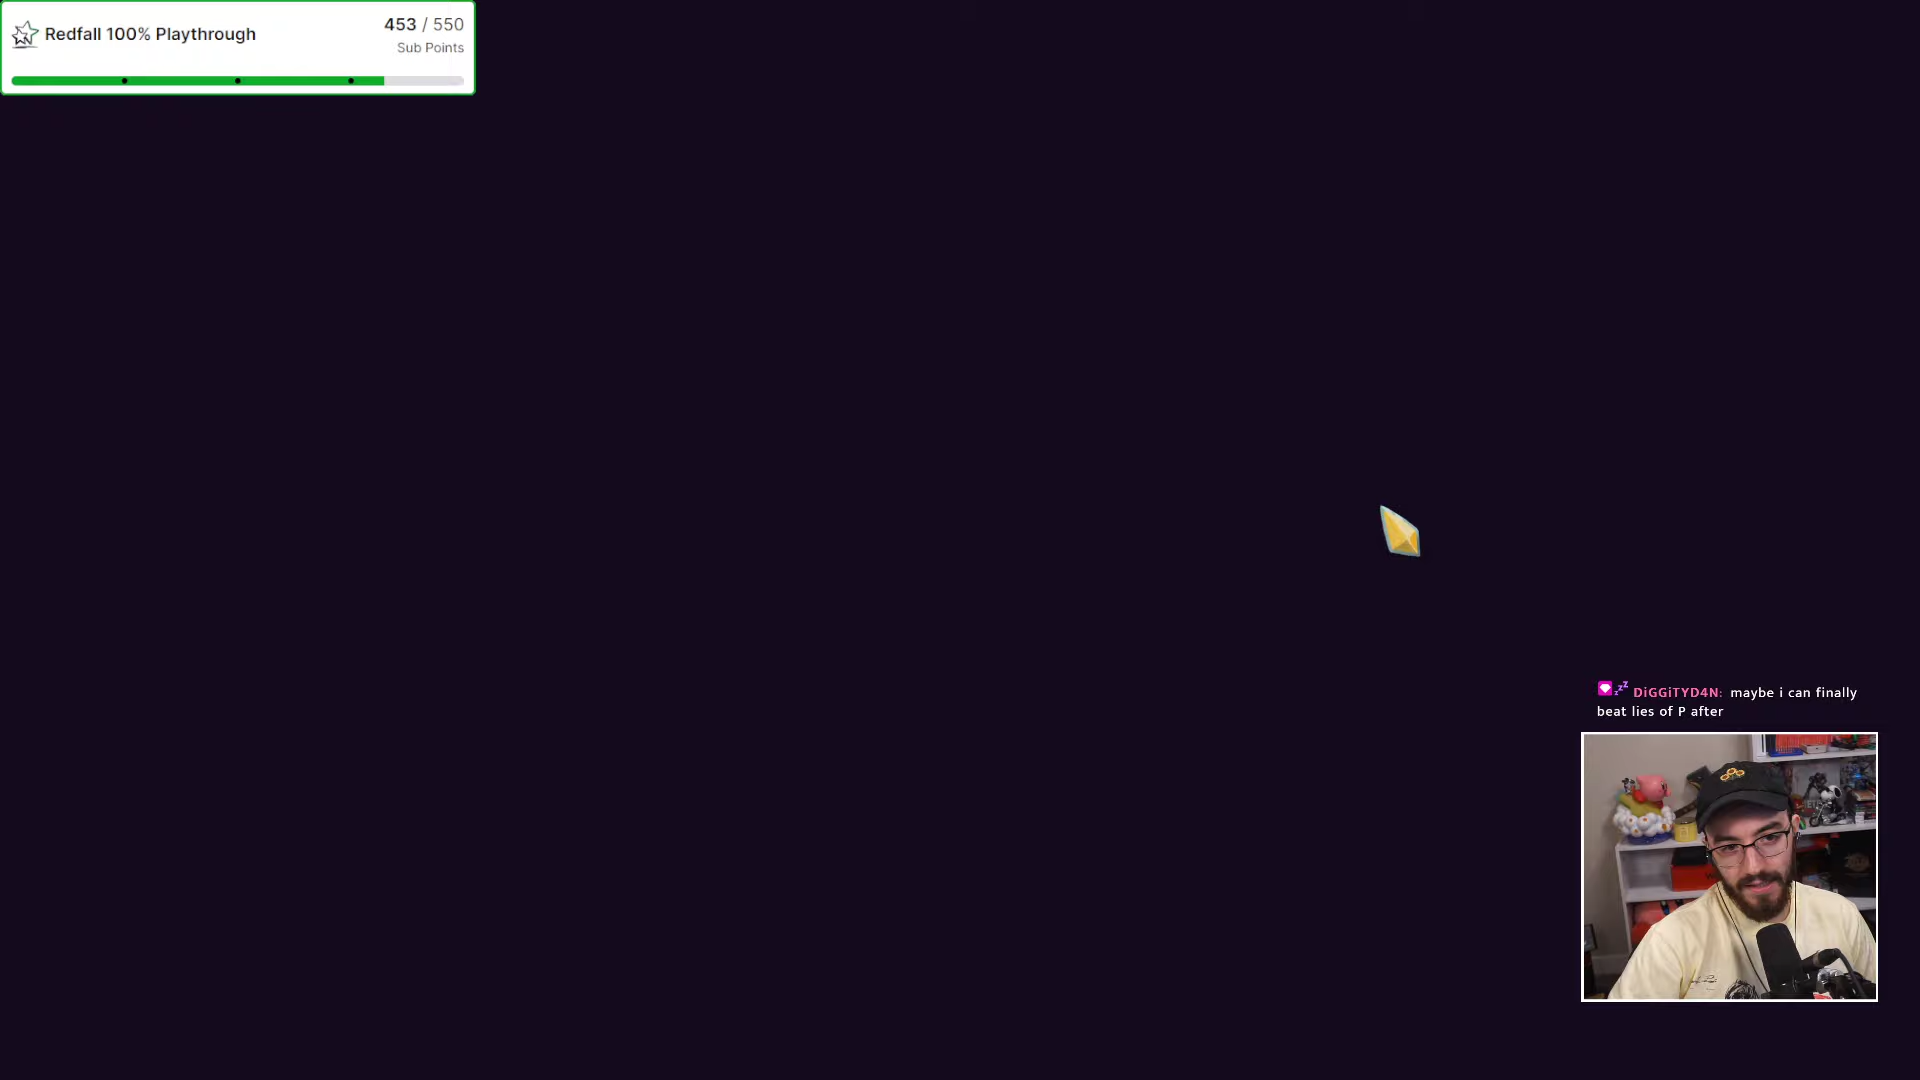 Redfall 100% Playthrough
453 / 550
Sub Points
DiGGiTYD4N: maybe i can finally
beat lies of P after